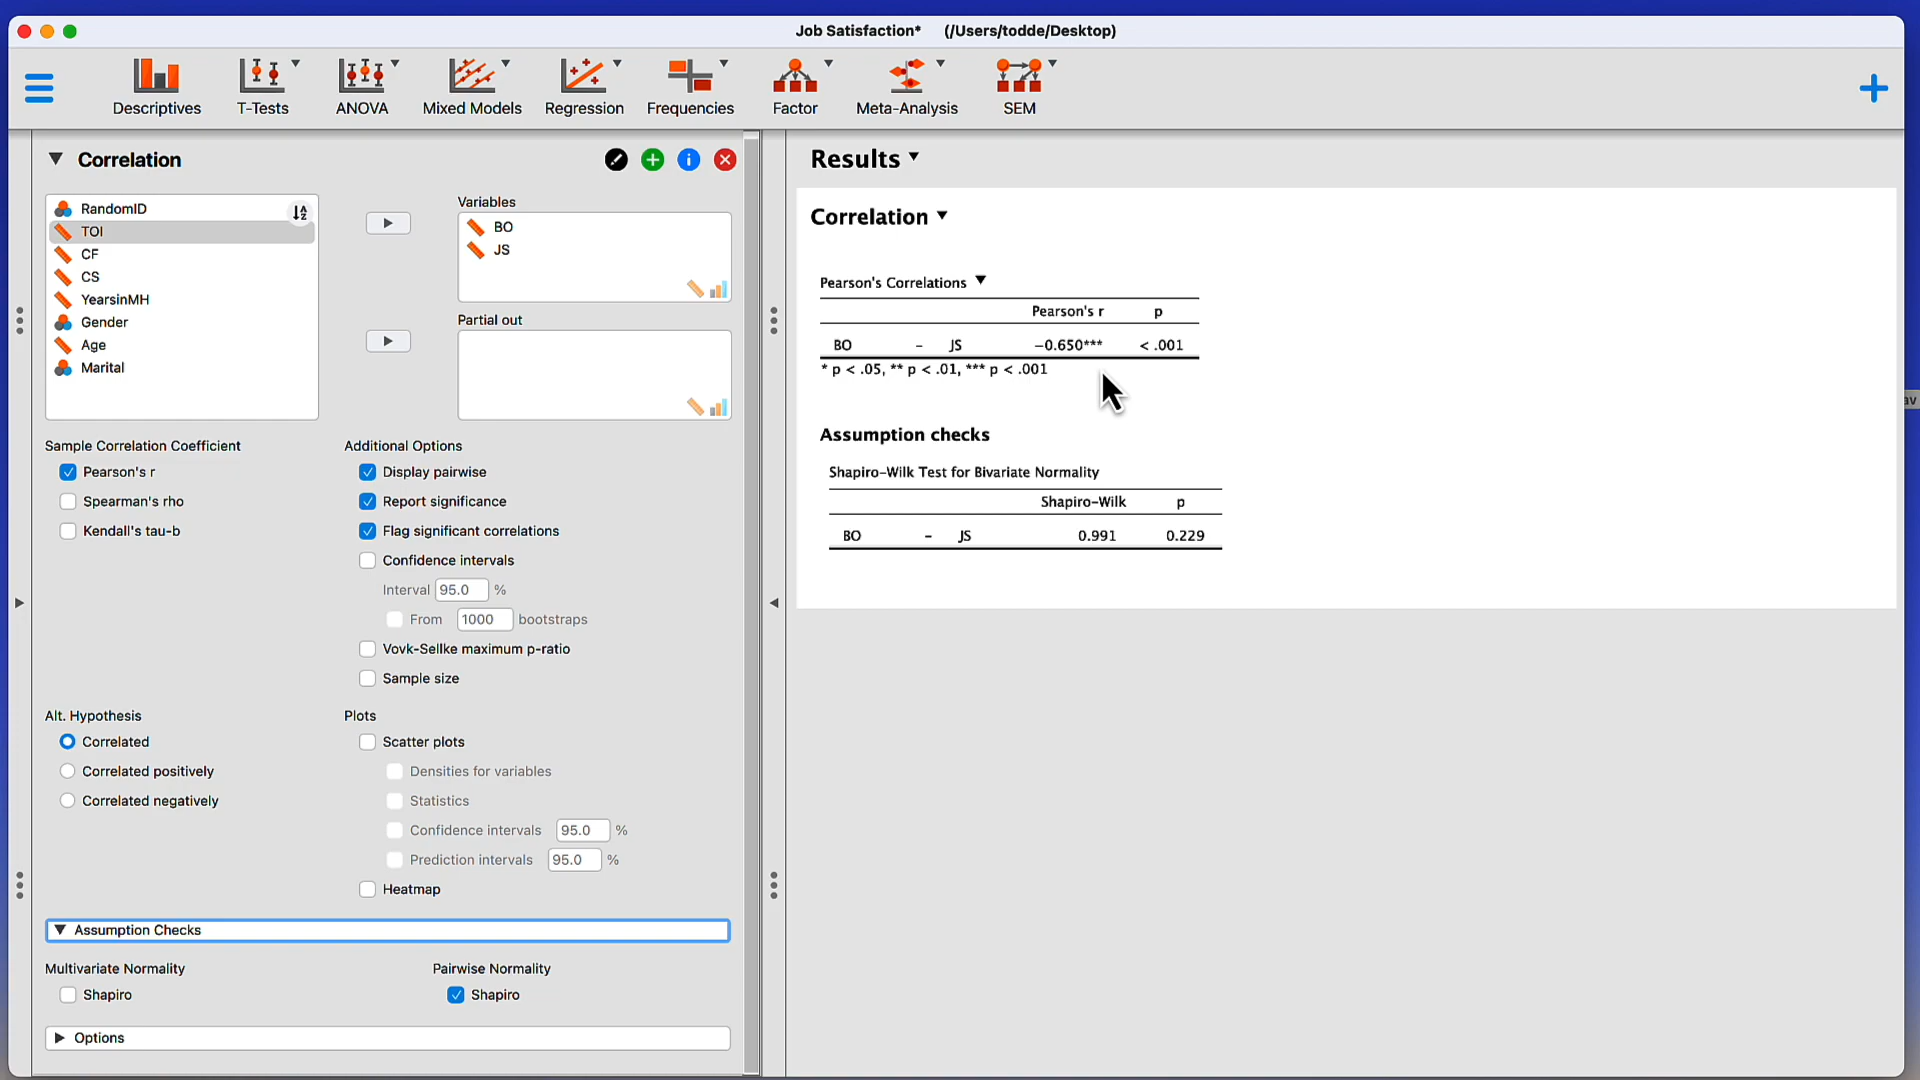 Job Satisfaction* (/Users/todde/Desktop)
Descriptives T-Tests ANOVA Mixed Models Regression Frequencies Factor Meta-Analysis SEM
Correlation
RandomID
TOI
CF
CS
YearsinMH
Gender
Age
Marital
Variables
BO
JS
Partial out
Sample Correlation Coefficient
Pearson's r
Spearman's rho
Kendall's tau-b
Additional Options
Display pairwise
Report significance
Flag significant correlations
Confidence intervals
Interval 95.0 %
From 1000 bootstraps
Vovk-Sellke maximum p-ratio
Sample size
Alt. Hypothesis
Correlated
Correlated positively
Correlated negatively
Plots
Scatter plots
Densities for variables
Statistics
Confidence intervals 95.0 %
Prediction intervals 95.0 %
Heatmap
Assumption Checks
Multivariate Normality
Shapiro
Pairwise Normality
Shapiro
Options
Results
Correlation
Pearson's Correlations
Pearson's r p
BO - JS −0.650*** < .001
* p < .05, ** p < .01, *** p < .001
Assumption checks
Shapiro-Wilk Test for Bivariate Normality
Shapiro-Wilk p
BO - JS 0.991 0.229
av